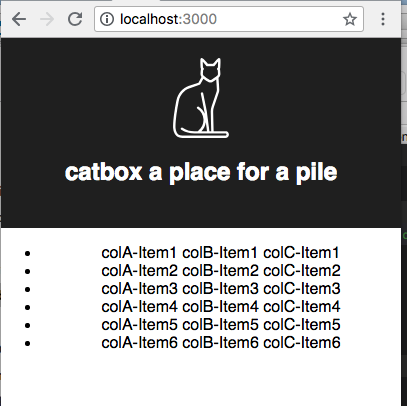 localhost:3000
catbox a place for a pile
colA-Item1 colB-Item1 colC-Item1
colA-Item2 colB-Item2 colC-Item2
colA-Item3 colB-Item3 colC-Item3
colA-Item4 colB-Item4 colC-Item4
colA-Item5 colB-Item5 colC-Item5
colA-Item6 colB-Item6 colC-Item6